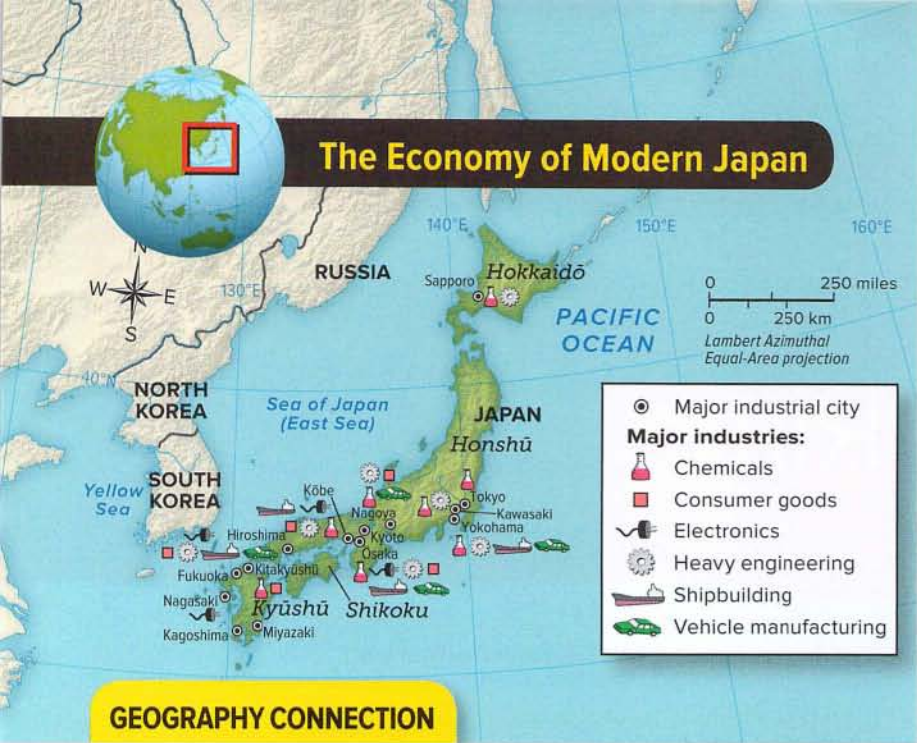 The Economy of Modern Japan
140°E
150°E
160°E
N
W
E
S
130°E
RUSSIA
Sapporo
Hokkaidō
0
250 miles
0
250 km
Lambert Azimuthal
Equal-Area projection
PACIFIC
OCEAN
40°N
NORTH
KOREA
Sea of Japan
(East Sea)
JAPAN
Honshū
Major industrial city
Major industries:
Chemicals
Consumer goods
Electronics
Heavy engineering
Shipbuilding
Vehicle manufacturing
Yellow
Sea
SOUTH
KOREA
Kōbe
Nagoya
Tokyo
Kawasaki
Yokohama
Hiroshima
Kyoto
Ōsaka
Fukuoka
Kitakyūshū
Nagasaki
Kyūshū
Shikoku
Kagoshima
Miyazaki
GEOGRAPHY CONNECTION